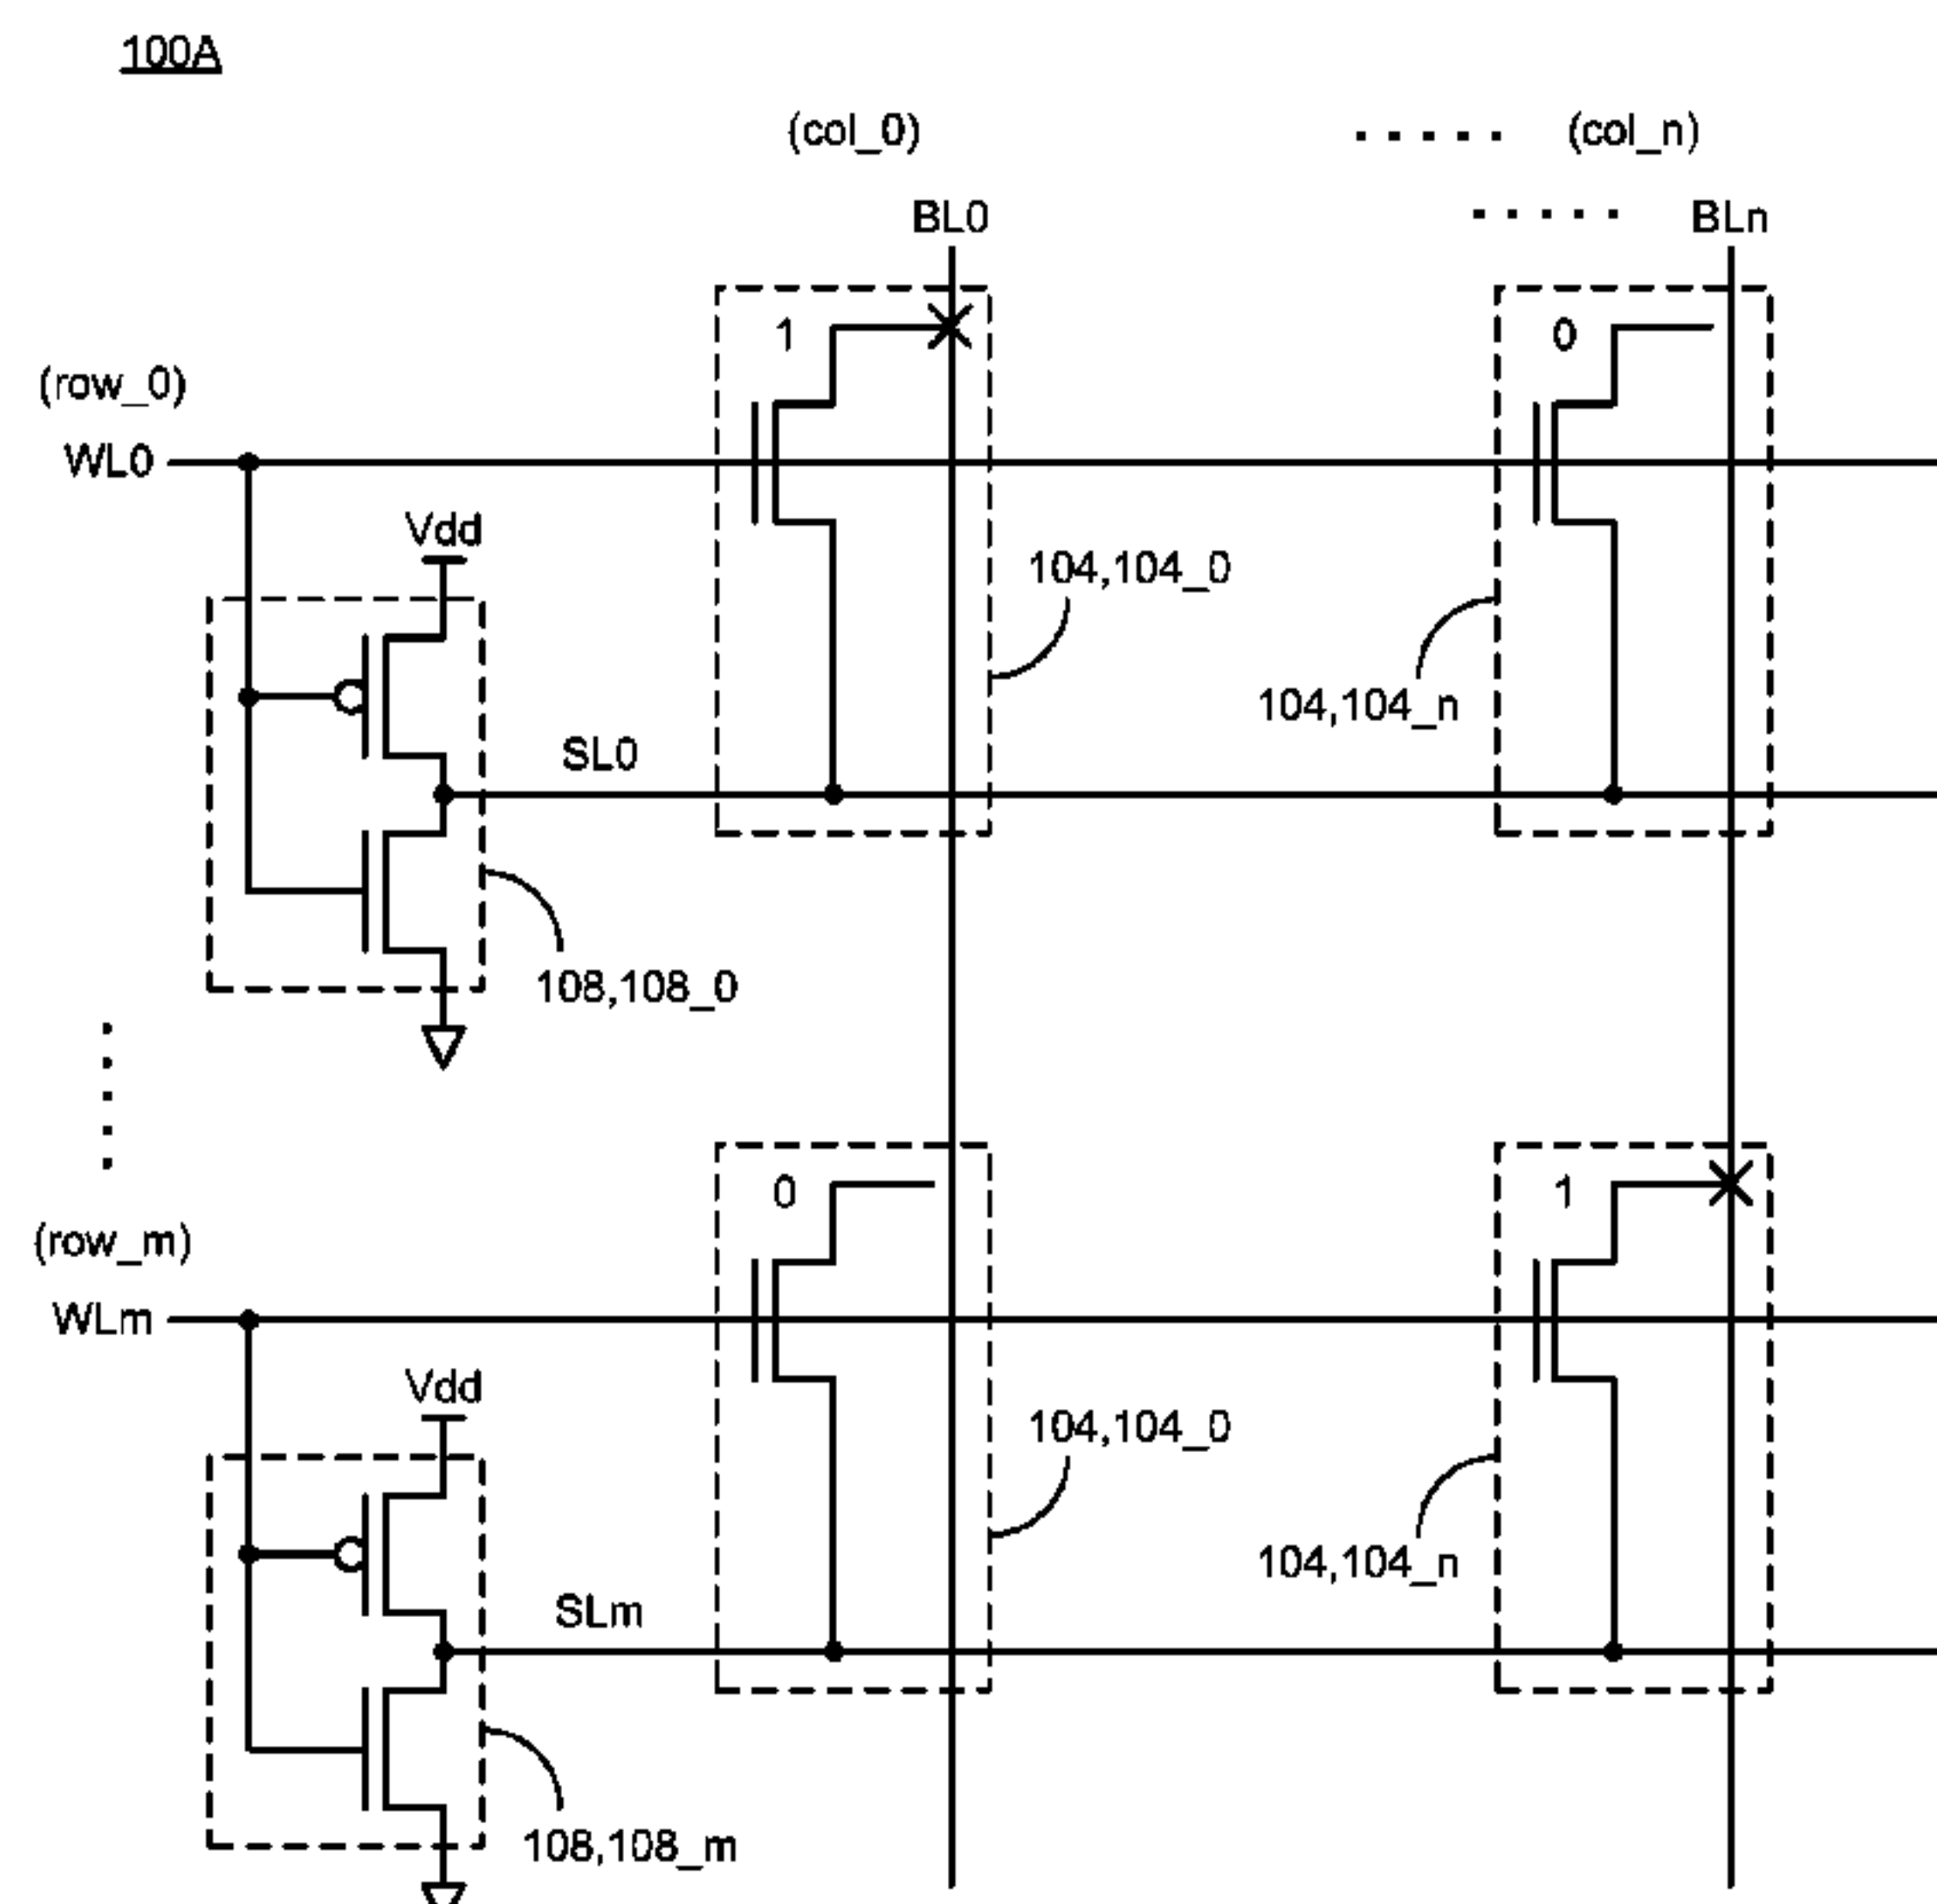 100A
(col_0) ..... (col_n)
BL0 ..... BLn
1 0
(row_0)
WL0
Vdd
104,104_0
104,104_n
SL0
108,108_0
0 1
(row_m)
WLm
Vdd
104,104_0
104,104_n
SLm
108,108_m